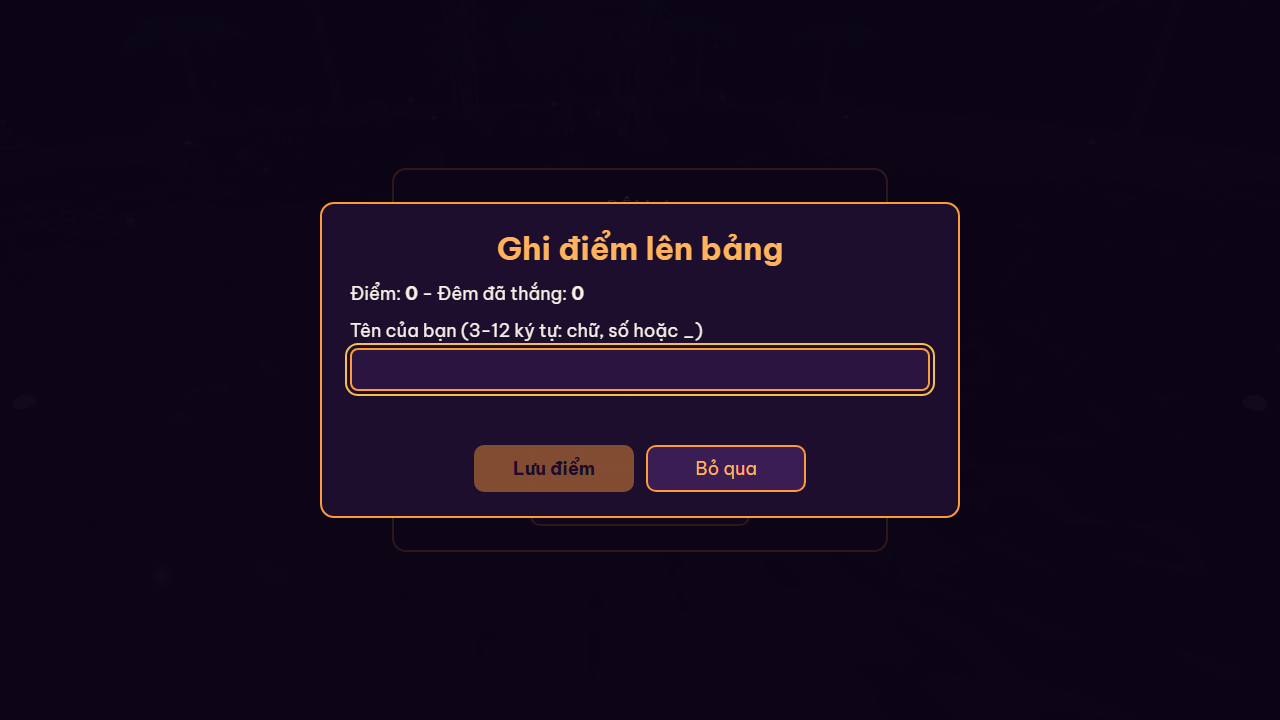 Ghi điểm lên bảng
Điểm: 0 - Đêm đã thắng: 0
Tên của bạn (3-12 ký tự: chữ, số hoặc _)
Lưu điểm
Bỏ qua